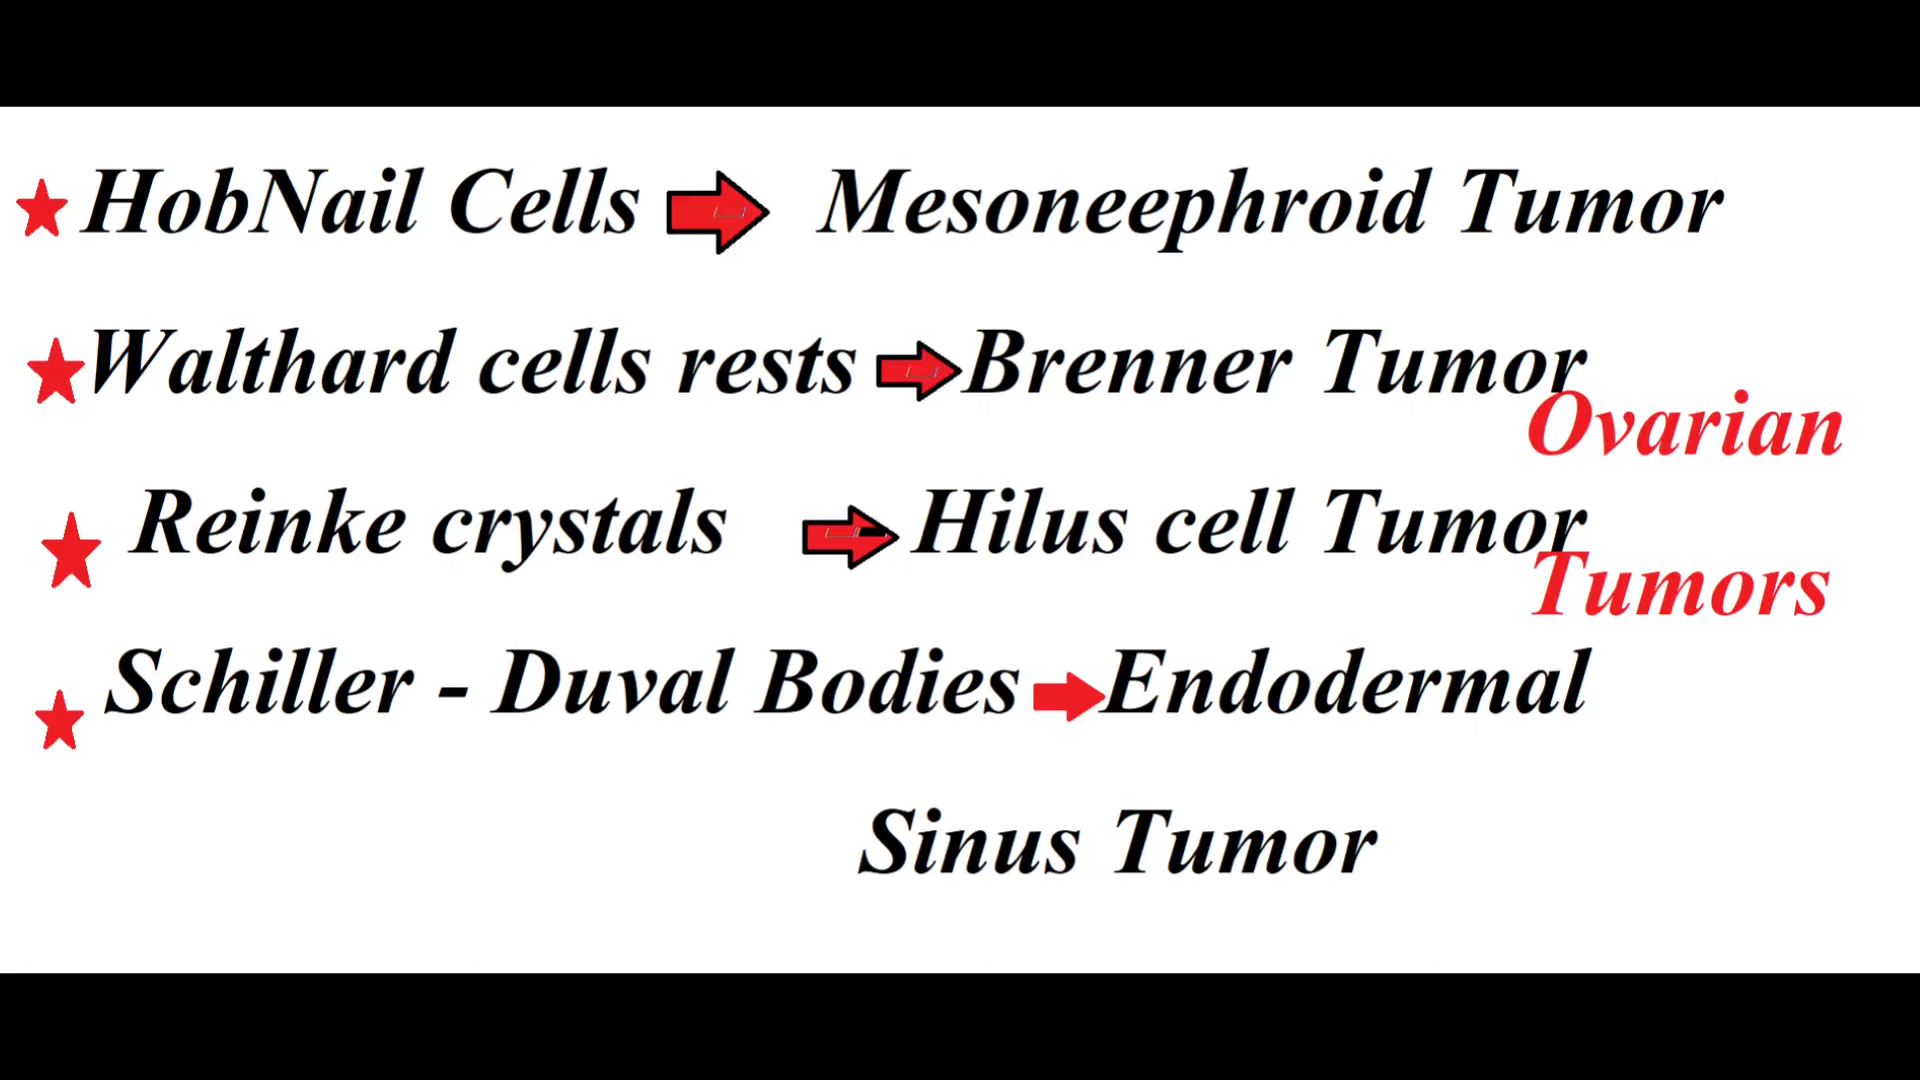 HobNail Cells Mesoneephroid Tumor
Walthard cells rests Brenner Tumor
Ovarian
Reinke crystals Hilus cell Tumor
Tumors
Schiller - Duval Bodies Endodermal
Sinus Tumor